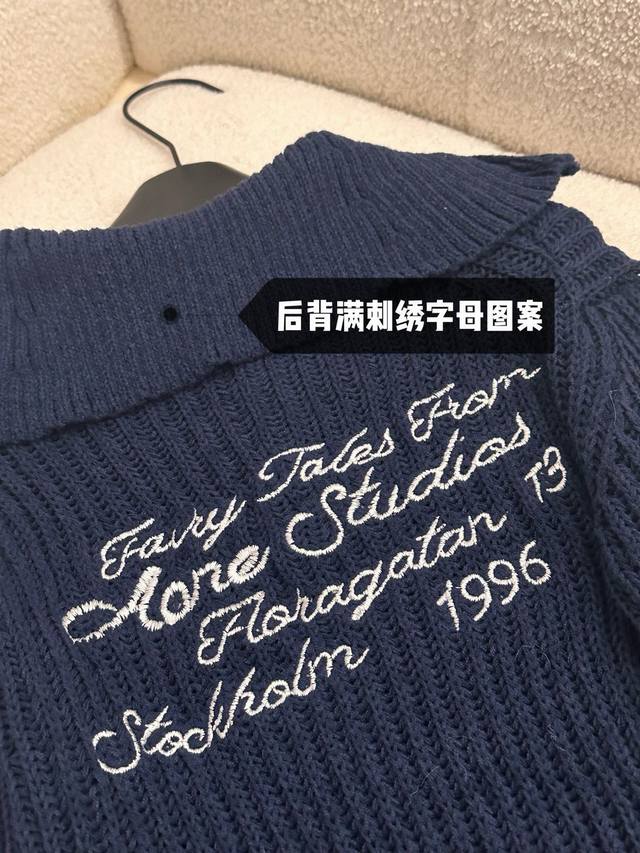 后背满刺绣字母图案
Fairy Tales From
Acne Studios
Floragatan 13
Stockholm 1996